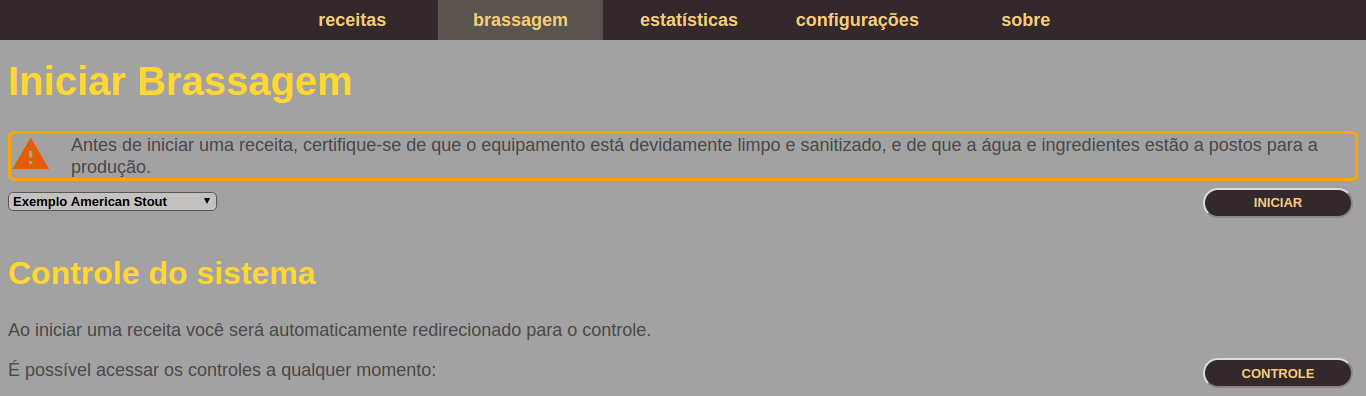 receitas brassagem estatísticas configurações sobre
Iniciar Brassagem
Antes de iniciar uma receita, certifique-se de que o equipamento está devidamente limpo e sanitizado, e de que a água e ingredientes estão a postos para a
produção.
Exemplo American Stout INICIAR
Controle do sistema
Ao iniciar uma receita você será automaticamente redirecionado para o controle.
É possível acessar os controles a qualquer momento: CONTROLE